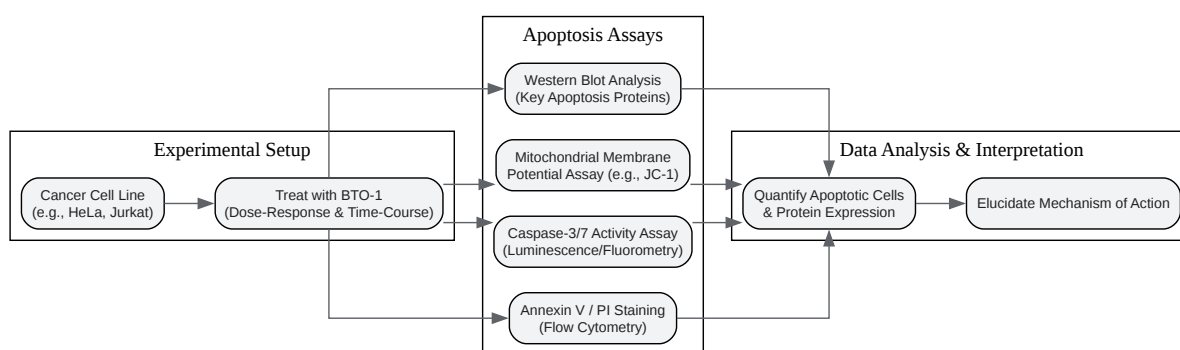 Experimental Setup
Cancer Cell Line
(e.g., HeLa, Jurkat)
Treat with BTO-1
(Dose-Response & Time-Course)
Apoptosis Assays
Western Blot Analysis
(Key Apoptosis Proteins)
Mitochondrial Membrane
Potential Assay (e.g., JC-1)
Caspase-3/7 Activity Assay
(Luminescence/Fluorometry)
Annexin V / PI Staining
(Flow Cytometry)
Data Analysis & Interpretation
Quantify Apoptotic Cells
& Protein Expression
Elucidate Mechanism of Action